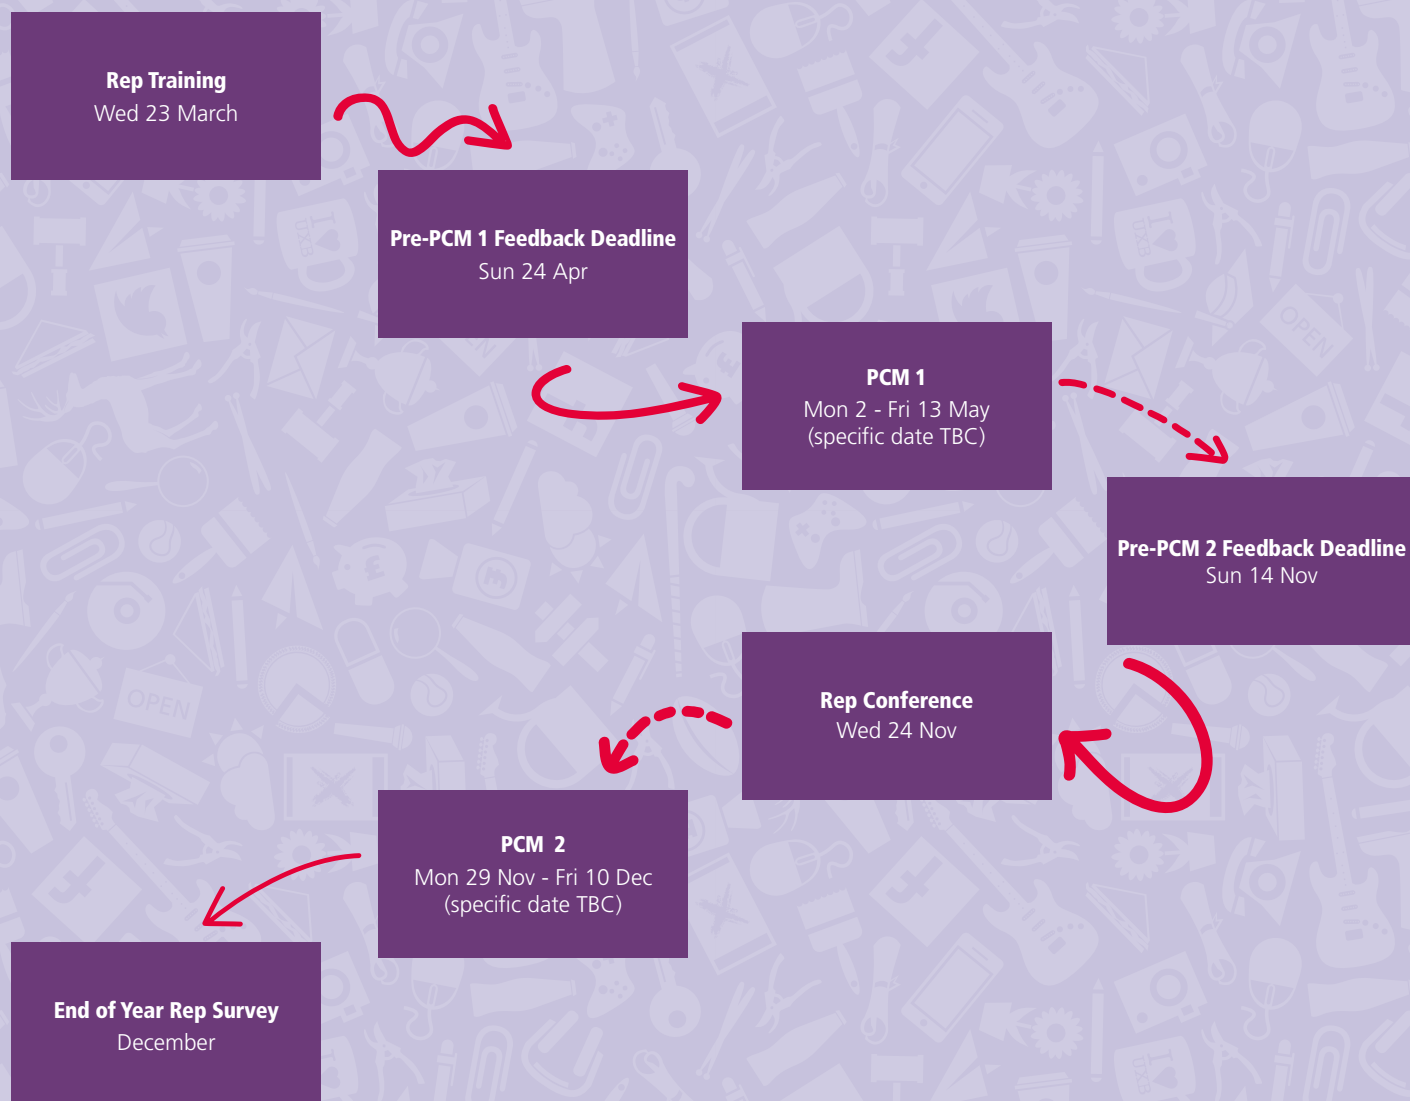 Rep Training
Wed 23 March
Pre-PCM 1 Feedback Deadline
Sun 24 Apr
PCM 1
Mon 2 - Fri 13 May
(specific date TBC)
Pre-PCM 2 Feedback Deadline
Sun 14 Nov
Rep Conference
Wed 24 Nov
PCM 2
Mon 29 Nov - Fri 10 Dec
(specific date TBC)
End of Year Rep Survey
December
OPEN
OPEN